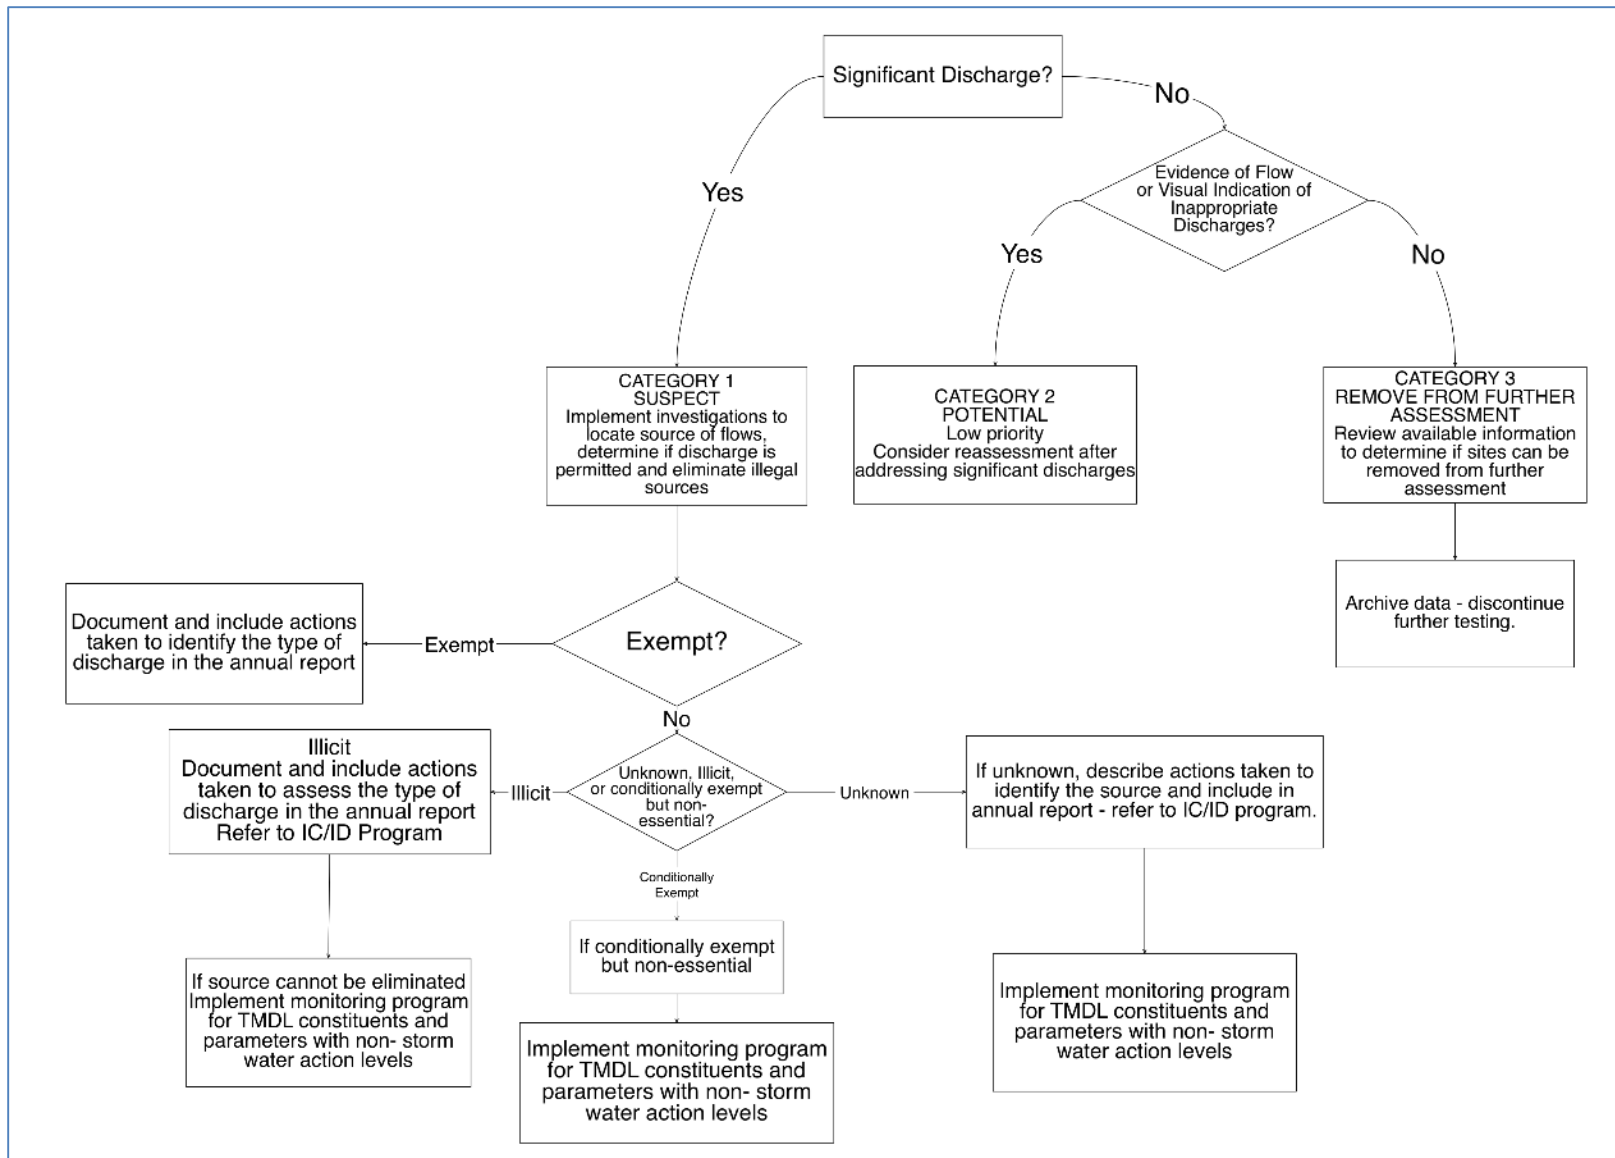 Significant Discharge?
No
Evidence of Flow
or Visual Indication of
Inappropriate
Discharges?
Yes
Yes
No
CATEGORY 1
SUSPECT
Implement investigations to
locate source of flows,
determine if discharge is
permitted and eliminate illegal
sources
CATEGORY 2
POTENTIAL
Low priority
Consider reassessment after
addressing significant discharges
CATEGORY 3
REMOVE FROM FURTHER
ASSESSMENT
Review available information
to determine if sites can be
removed from further
assessment
Archive data - discontinue
further testing.
Document and include actions
taken to identify the type of
discharge in the annual report
Exempt
Exempt?
No
Illicit
Document and include actions
taken to assess the type of
discharge in the annual report
Refer to IC/ID Program
Illicit
Unknown, Illicit,
or conditionally exempt
but non-
essential?
Unknown
If unknown, describe actions taken to
identify the source and include in
annual report - refer to IC/ID program.
Conditionally
Exempt
If conditionally exempt
but non-essential
If source cannot be eliminated
Implement monitoring program
for TMDL constituents and
parameters with non- storm
water action levels
Implement monitoring program
for TMDL constituents and
parameters with non- storm
water action levels
Implement monitoring program
for TMDL constituents and
parameters with non- storm
water action levels